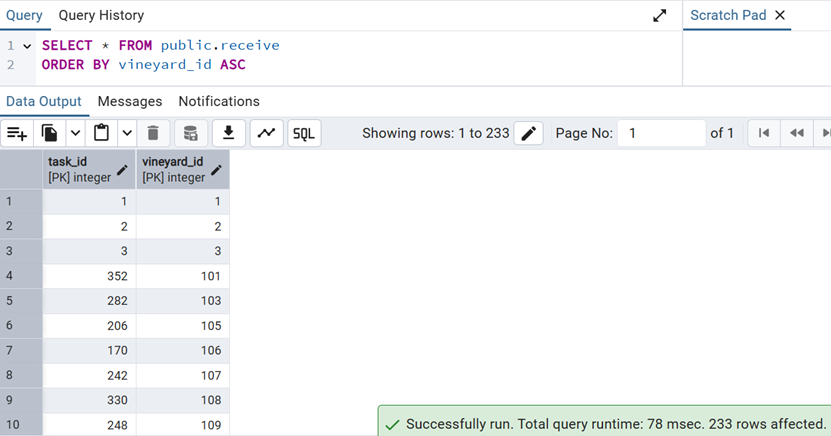 Query Query History Scratch Pad
1 SELECT * FROM public.receive
2 ORDER BY vineyard_id ASC
Data Output Messages Notifications
SQL Showing rows: 1 to 233 Page No: 1 of 1
task_id vineyard_id
[PK] integer [PK] integer
1 1 1
2 2 2
3 3 3
4 352 101
5 282 103
6 206 105
7 170 106
8 242 107
9 330 108
10 248 109
Successfully run. Total query runtime: 78 msec. 233 rows affected.